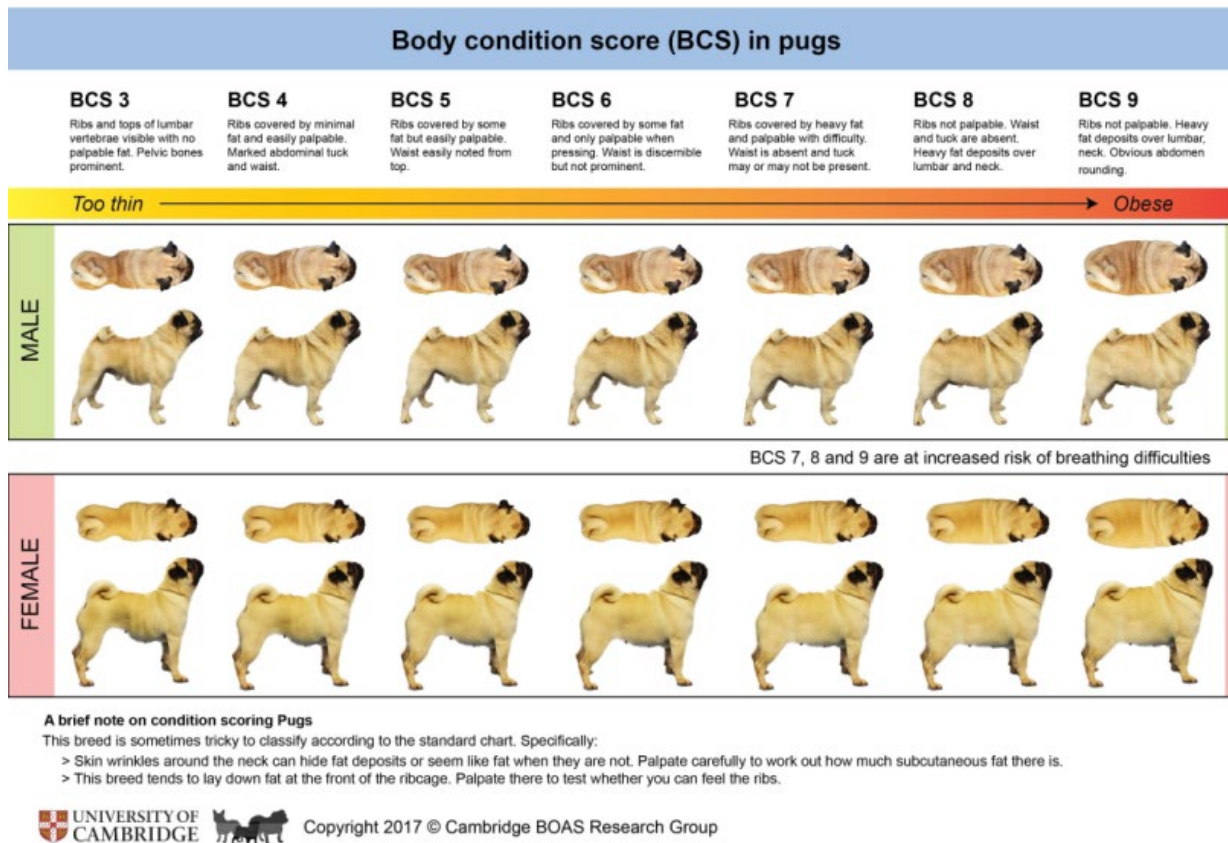 Body condition score (BCS) in pugs
BCS 3
Ribs and tops of lumbar
vertebrae visible with no
palpable fat. Pelvic bones
prominent.
BCS 4
Ribs covered by minimal
fat and easily palpable.
Marked abdominal tuck
and waist.
BCS 5
Ribs covered by some
fat but easily palpable.
Waist easily noted from
top.
BCS 6
Ribs covered by some fat
and only palpable when
pressing. Waist is discernible
but not prominent.
BCS 7
Ribs covered by heavy fat
and palpable with difficulty.
Waist is absent and tuck
may or may not be present.
BCS 8
Ribs not palpable. Waist
and tuck are absent.
Heavy fat deposits over
lumbar and neck.
BCS 9
Ribs not palpable. Heavy
fat deposits over lumbar,
neck. Obvious abdomen
rounding.
Too thin
Obese
MALE
BCS 7, 8 and 9 are at increased risk of breathing difficulties
FEMALE
A brief note on condition scoring Pugs
This breed is sometimes tricky to classify according to the standard chart. Specifically:
> Skin wrinkles around the neck can hide fat deposits or seem like fat when they are not. Palpate carefully to work out how much subcutaneous fat there is.
> This breed tends to lay down fat at the front of the ribcage. Palpate there to test whether you can feel the ribs.
UNIVERSITY OF
CAMBRIDGE
Copyright 2017 © Cambridge BOAS Research Group